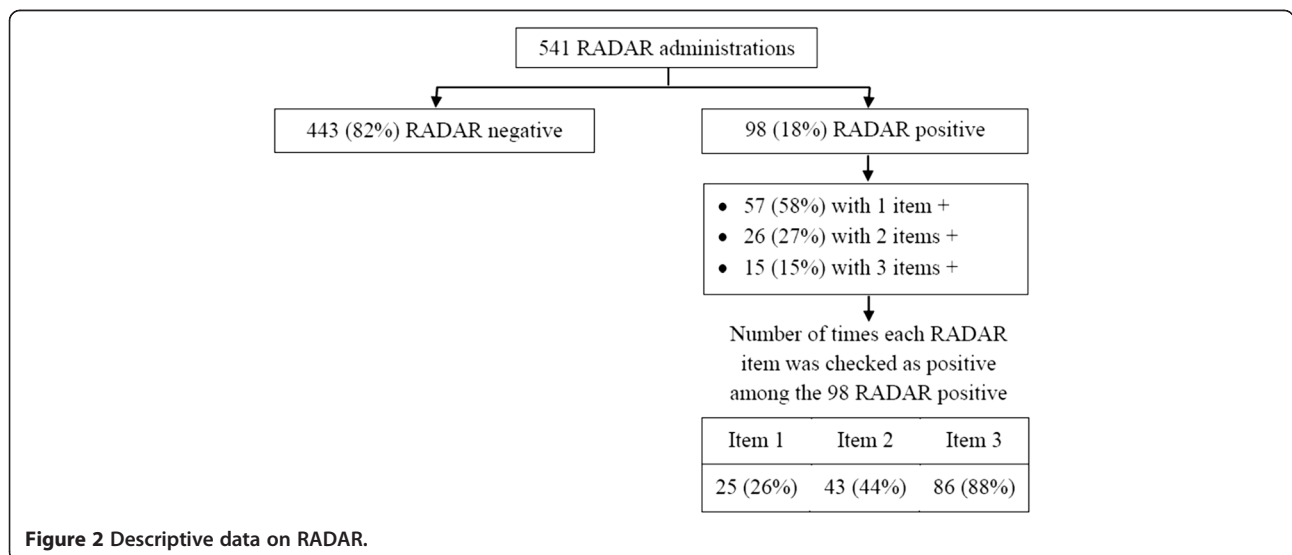 541 RADAR administrations
443 (82%) RADAR negative
98 (18%) RADAR positive
• 57 (58%) with 1 item +
• 26 (27%) with 2 items +
• 15 (15%) with 3 items +
Number of times each RADAR
item was checked as positive
among the 98 RADAR positive
Item 1 Item 2 Item 3
25 (26%) 43 (44%) 86 (88%)
Figure 2 Descriptive data on RADAR.